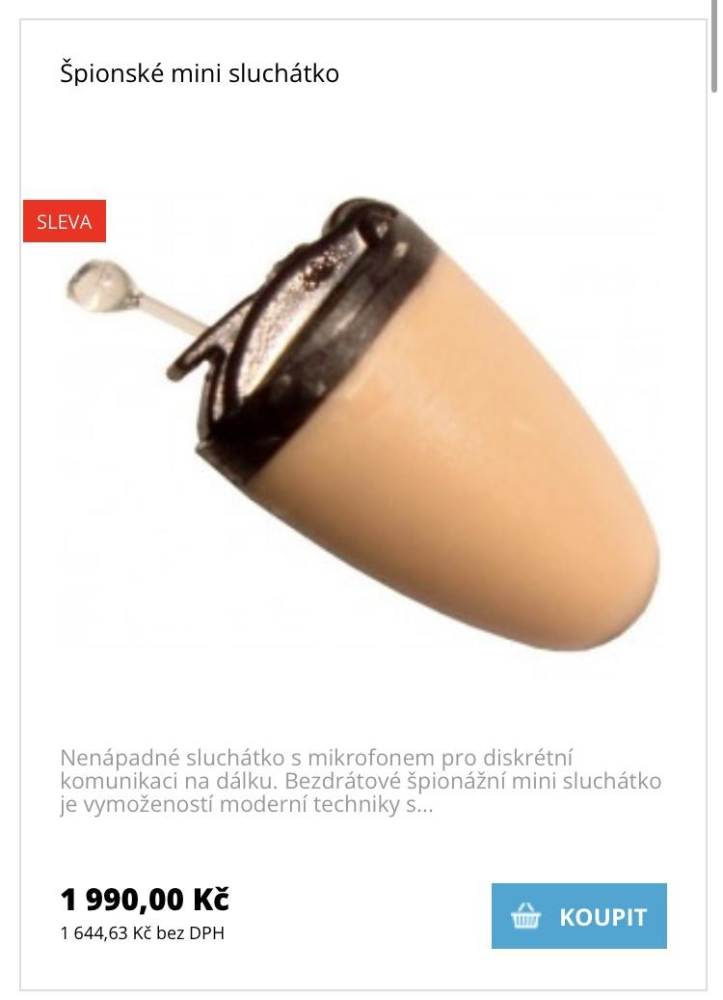 Špionské mini sluchátko
SLEVA
Nenápadné sluchátko s mikrofonem pro diskrétní
komunikaci na dálku. Bezdrátové špionážní mini sluchátko
je vymožeností moderní techniky s...
1 990,00 Kč
1 644,63 Kč bez DPH
KOUPIT